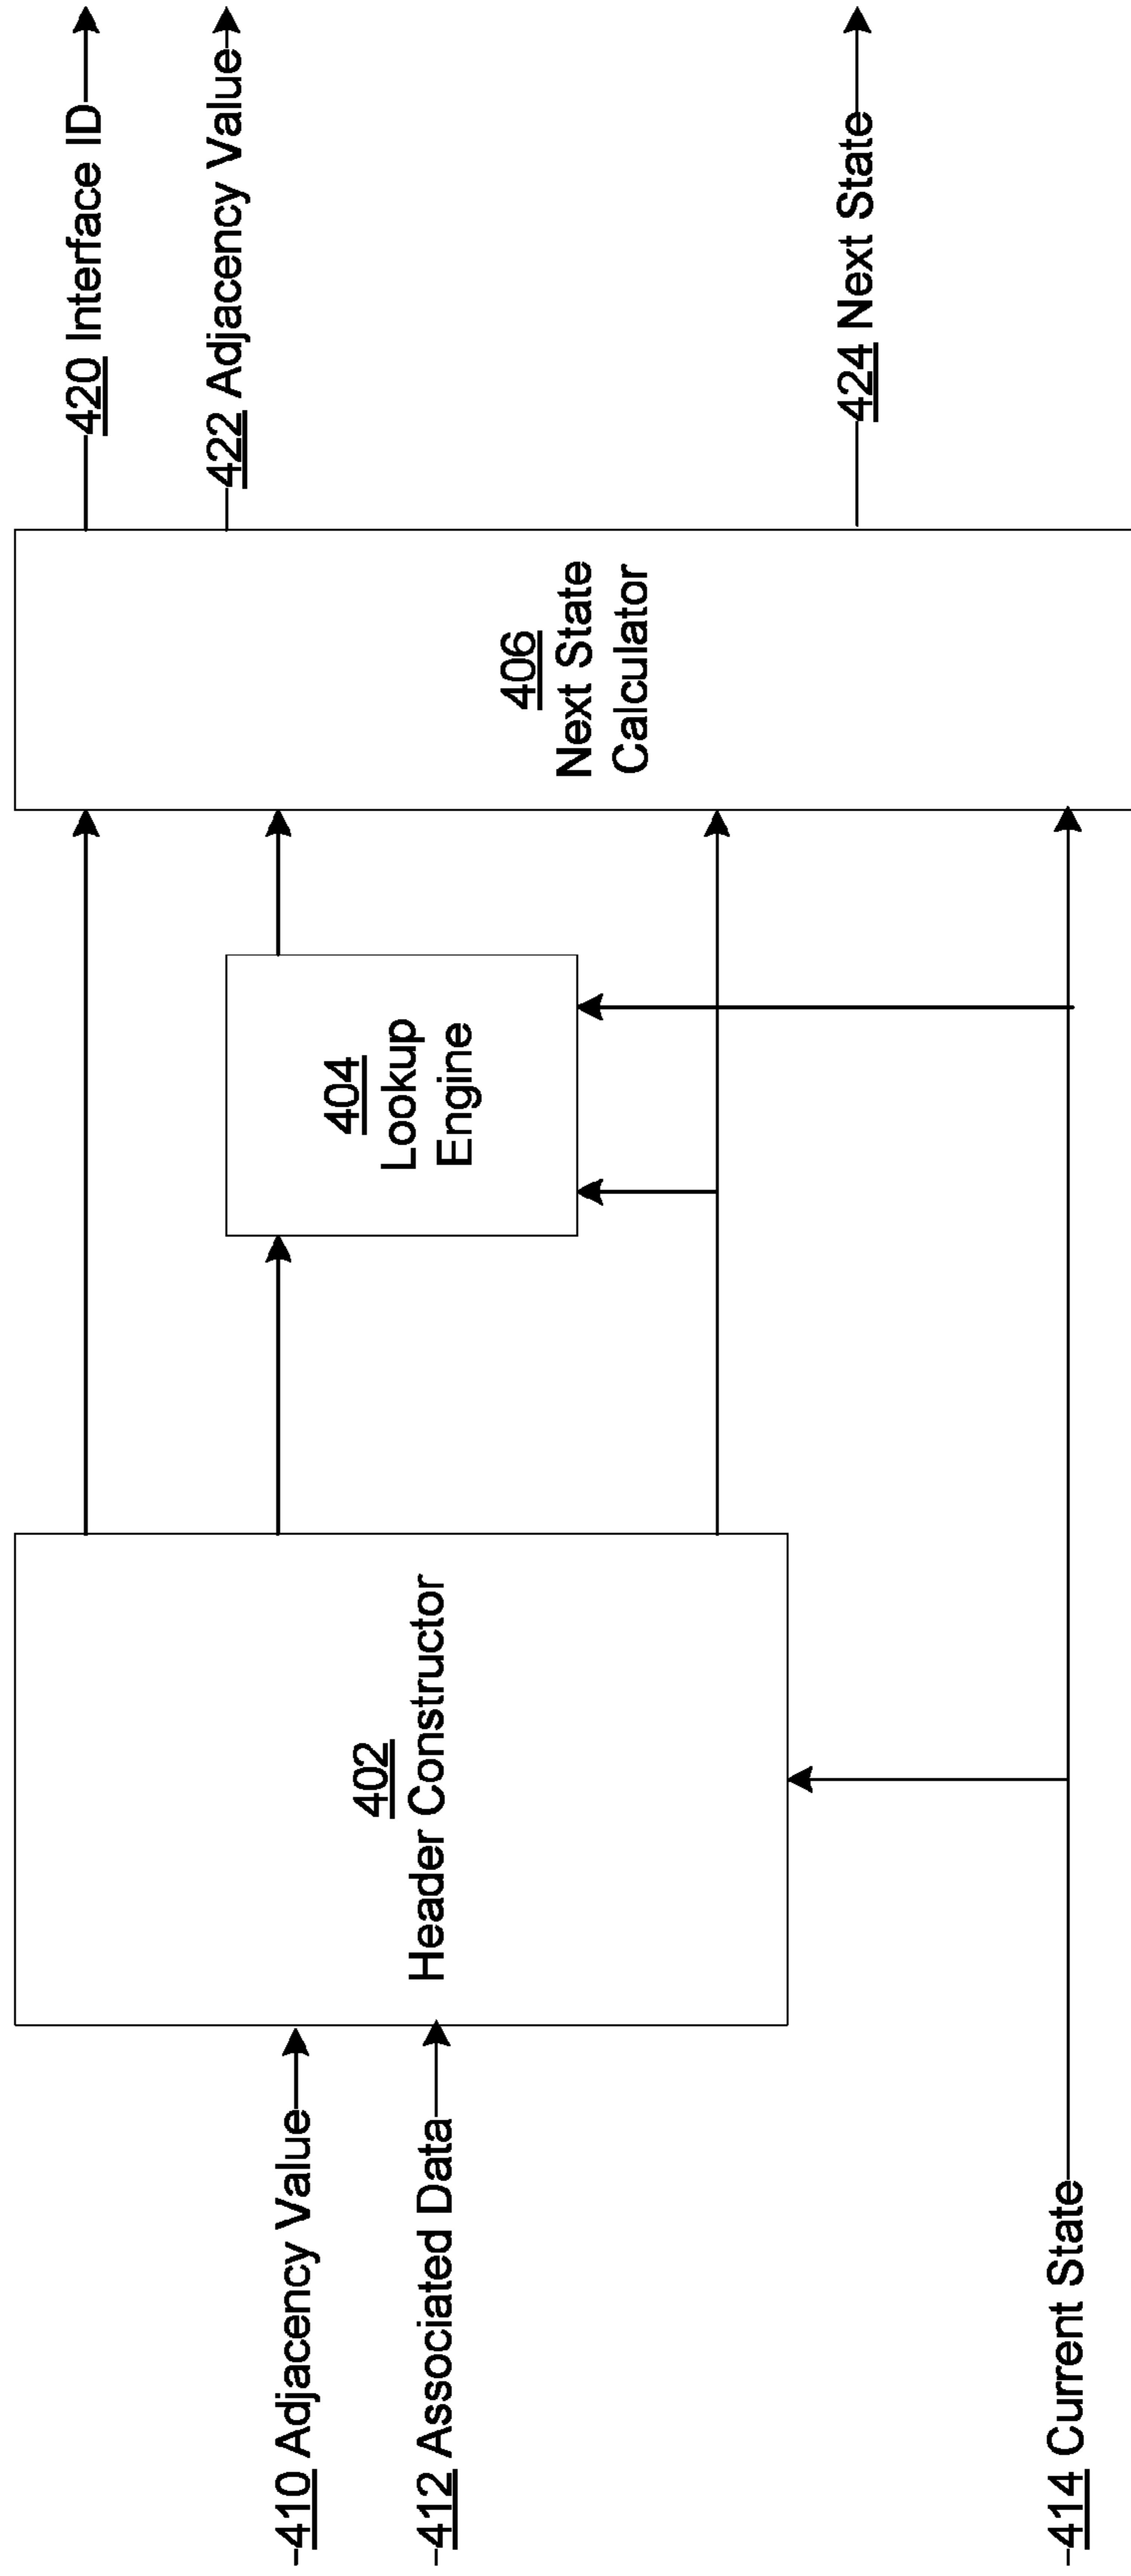 410 Adjacency Value
412 Associated Data
414 Current State
402
Header Constructor
404
Lookup
Engine
406
Next State
Calculator
420 Interface ID
422 Adjacency Value
424 Next State